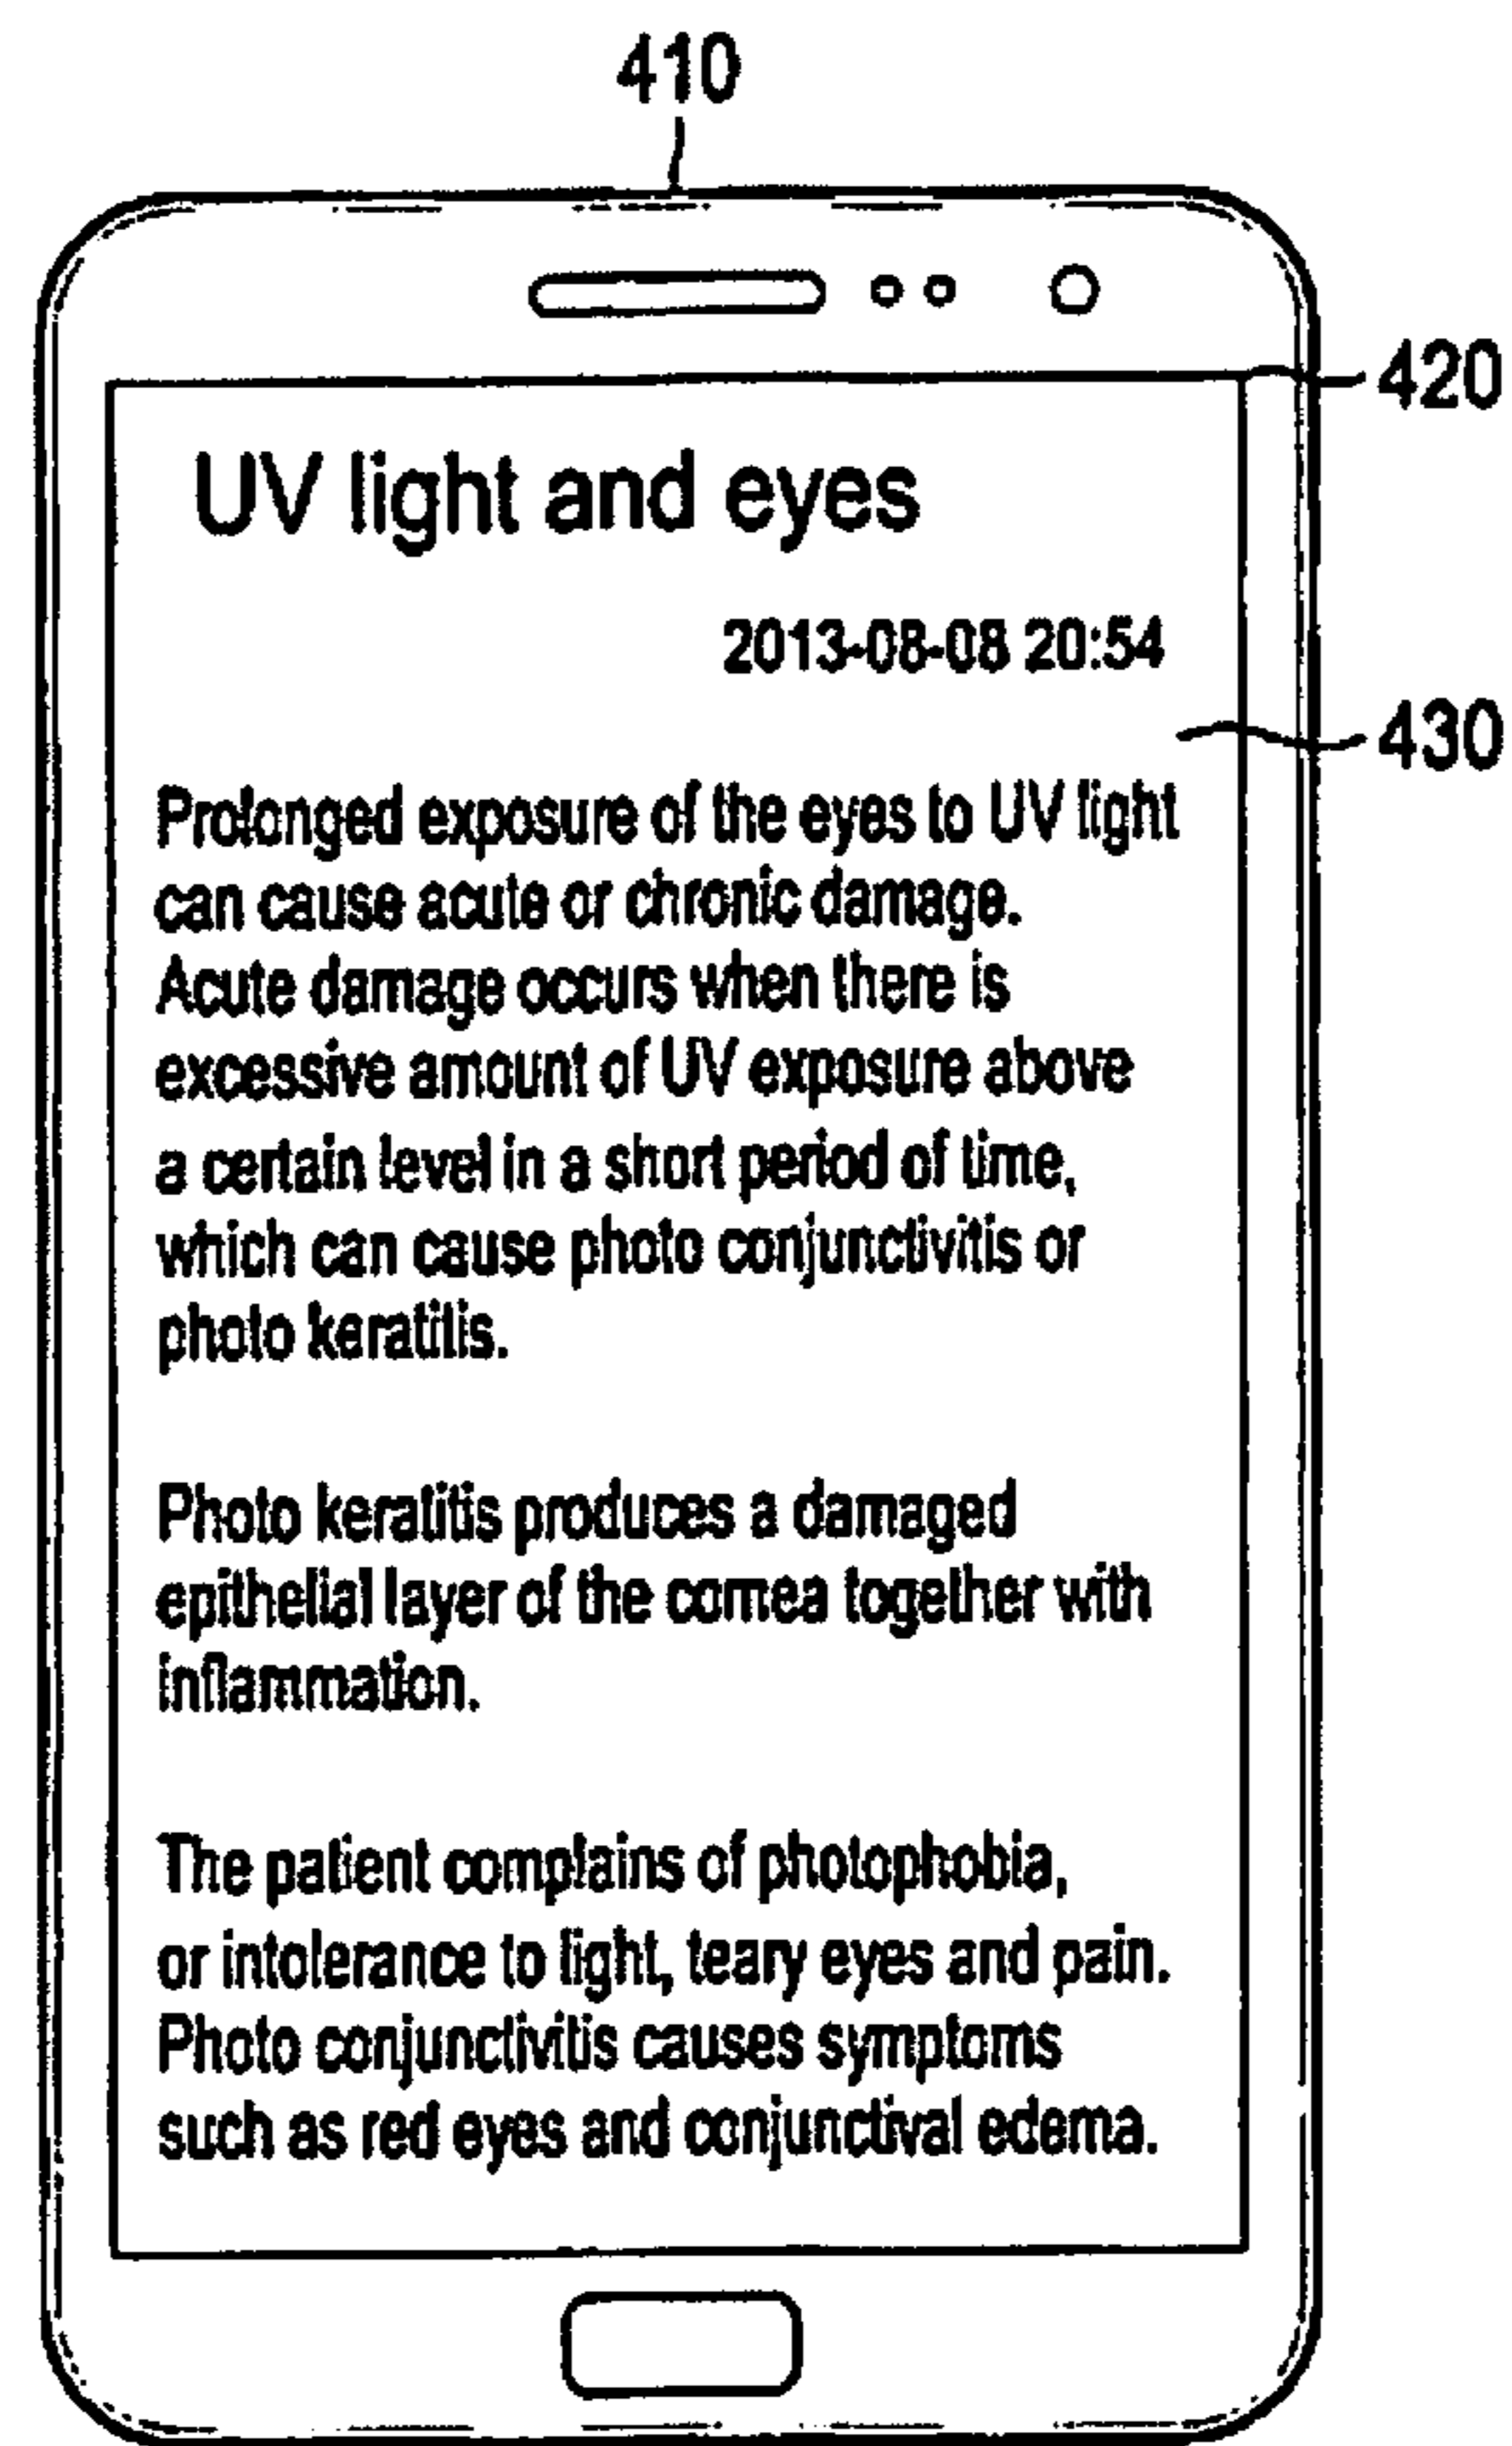 410
420
UV light and eyes
2013-08-08 20:54
430
Prolonged exposure of the eyes to UV light
can cause acute or chronic damage.
Acute damage occurs when there is
excessive amount of UV exposure above
a certain level in a short period of time,
which can cause photo conjunctivitis or
photo keratitis.
Photo keratitis produces a damaged
epithelial layer of the cornea together with
inflammation.
The patient complains of photophobia,
or intolerance to light, teary eyes and pain.
Photo conjunctivitis causes symptoms
such as red eyes and conjunctival edema.